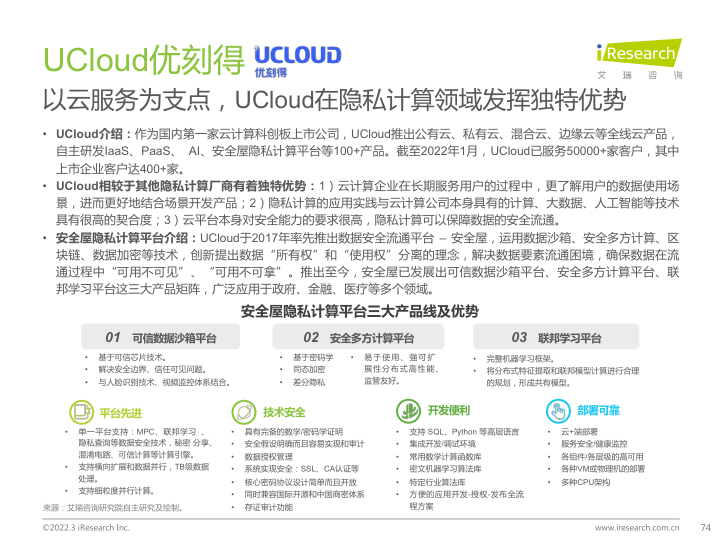 UCloud优刻得
UCLOUD
优刻得
iResearch
艾 瑞 咨 询
以云服务为支点，UCloud在隐私计算领域发挥独特优势
• UCloud介绍：作为国内第一家云计算科创板上市公司，UCloud推出公有云、私有云、混合云、边缘云等全线云产品，
自主研发IaaS、PaaS、 AI、安全屋隐私计算平台等100+产品。截至2022年1月，UCloud已服务50000+家客户，其中
上市企业客户达400+家。
• UCloud相较于其他隐私计算厂商有着独特优势：1）云计算企业在长期服务用户的过程中，更了解用户的数据使用场
景，进而更好地结合场景开发产品；2）隐私计算的应用实践与云计算公司本身具有的计算、大数据、人工智能等技术
具有很高的契合度；3）云平台本身对安全能力的要求很高，隐私计算可以保障数据的安全流通。
• 安全屋隐私计算平台介绍：UCloud于2017年率先推出数据安全流通平台 – 安全屋，运用数据沙箱、安全多方计算、区
块链、数据加密等技术，创新提出数据“所有权”和“使用权”分离的理念，解决数据要素流通困境，确保数据在流
通过程中“可用不可见”、“可用不可拿”。推出至今，安全屋已发展出可信数据沙箱平台、安全多方计算平台、联
邦学习平台这三大产品矩阵，广泛应用于政府、金融、医疗等多个领域。
安全屋隐私计算平台三大产品线及优势
01 可信数据沙箱平台
• 基于可信芯片技术。
• 解决安全边界、信任可见问题。
• 与人脸识别技术、视频监控体系结合。
02 安全多方计算平台
• 基于密码学
• 同态加密
• 差分隐私
• 易于使用、强可扩
展性分布式高性能、
监管友好。
03 联邦学习平台
• 完整机器学习框架。
• 将分布式特征提取和联邦模型计算进行合理
的规划，形成共有模型。
平台先进
• 单一平台支持：MPC、联邦学习 ，
隐私查询等数据安全技术，秘密 分享、
混淆电路、可信计算等计算引擎。
• 支持横向扩展和数据并行，TB级数据
处理。
• 支持细粒度并行计算。
技术安全
• 具有完备的数学/密码学证明
• 安全假设明确而且容易实现和审计
• 数据授权管理
• 系统实现安全：SSL、CA认证等
• 核心密码协议设计简单而且开放
• 同时兼容国际开源和中国商密体系
• 存证审计功能
开发便利
• 支持 SQL、Python 等高层语言
• 集成开发/调试环境
• 常用数学计算函数库
• 密文机器学习算法库
• 特定行业算法库
• 方便的应用开发-授权-发布全流
程方案
部署可靠
• 云+端部署
• 服务安全/健康监控
• 各组件/各层级的高可用
• 各种VM或物理机的部署
• 多种CPU架构
来源：艾瑞咨询研究院自主研究及绘制。
©2022.3 iResearch Inc.
www.iresearch.com.cn
74